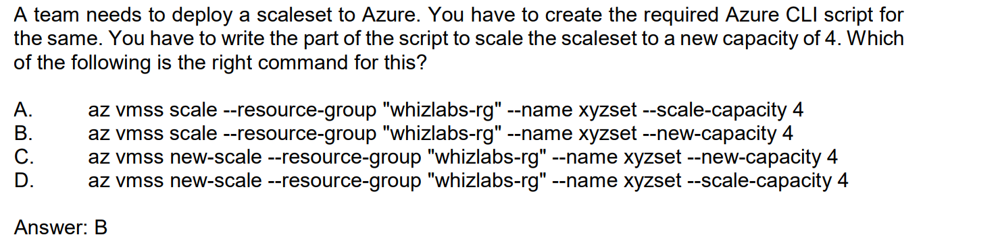 A team needs to deploy a scaleset to Azure. You have to create the required Azure CLI script for
the same. You have to write the part of the script to scale the scaleset to a new capacity of 4. Which
of the following is the right command for this?
A. az vmss scale --resource-group "whizlabs-rg" --name xyzset --scale-capacity 4
B. az vmss scale --resource-group "whizlabs-rg" --name xyzset --new-capacity 4
C. az vmss new-scale --resource-group "whizlabs-rg" --name xyzset --new-capacity 4
D. az vmss new-scale --resource-group "whizlabs-rg" --name xyzset --scale-capacity 4
Answer: B